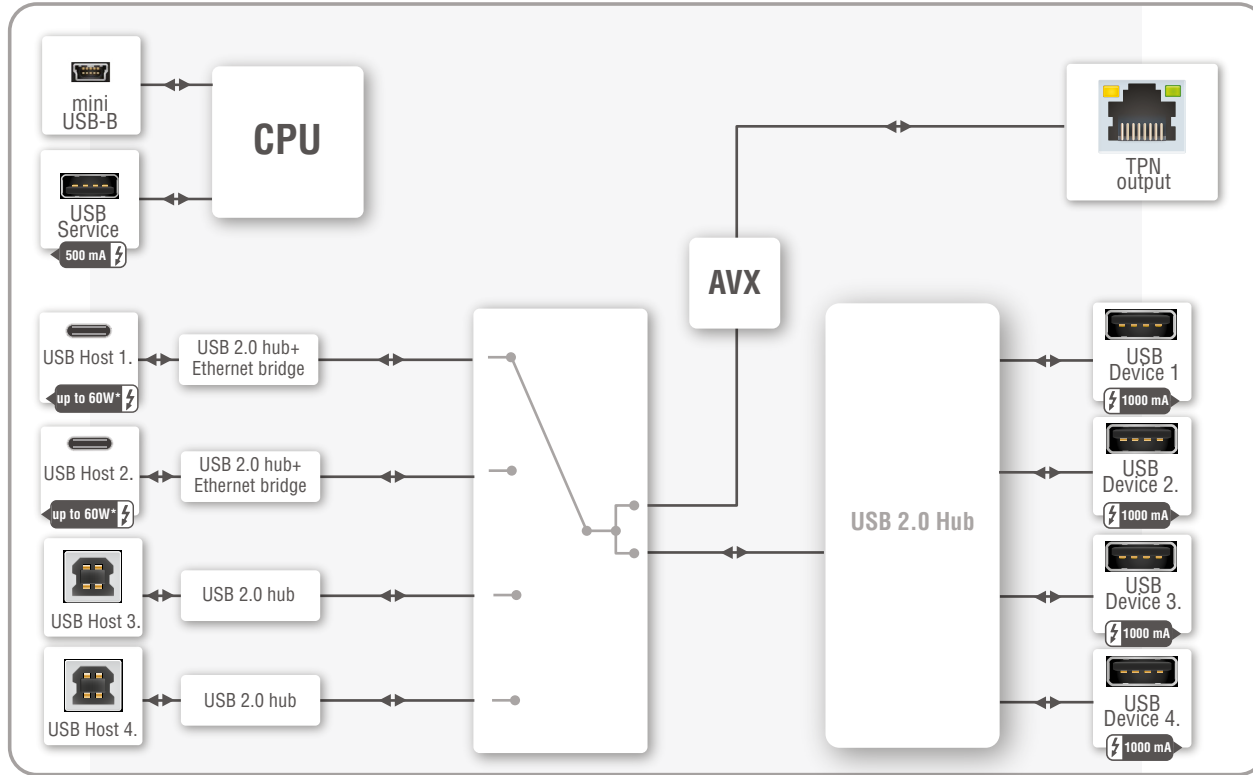 mini
USB-B
CPU
USB
Service
500 mA
TPN
output
AVX
USB Host 1.
up to 60W*
USB 2.0 hub+
Ethernet bridge
USB Host 2.
up to 60W*
USB 2.0 hub+
Ethernet bridge
USB Host 3.
USB 2.0 hub
USB Host 4.
USB 2.0 hub
USB 2.0 Hub
USB
Device 1
1000 mA
USB
Device 2.
1000 mA
USB
Device 3.
1000 mA
USB
Device 4.
1000 mA